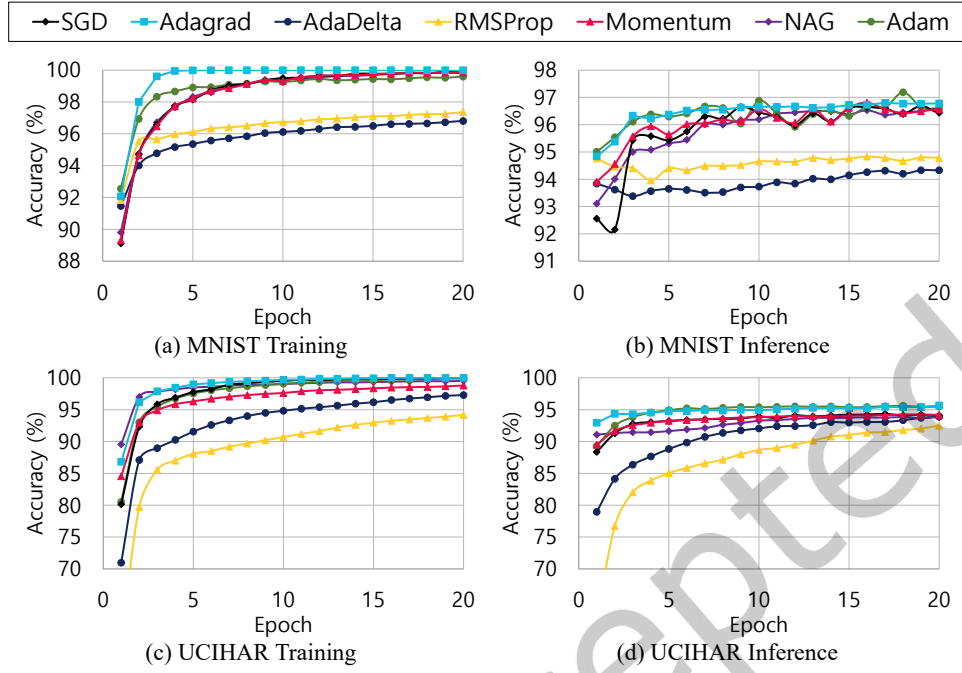 SGD Adagrad AdaDelta RMSProp Momentum NAG Adam
100
98
96
94
92
90
88
Accuracy (%)
0 5 10 15 20
Epoch
(a) MNIST Training
98
97
96
95
94
93
92
91
Accuracy (%)
0 5 10 15 20
Epoch
(b) MNIST Inference
100
95
90
85
80
75
70
Accuracy (%)
0 5 10 15 20
Epoch
(c) UCIHAR Training
100
95
90
85
80
75
70
Accuracy (%)
0 5 10 15 20
Epoch
(d) UCIHAR Inference
epted